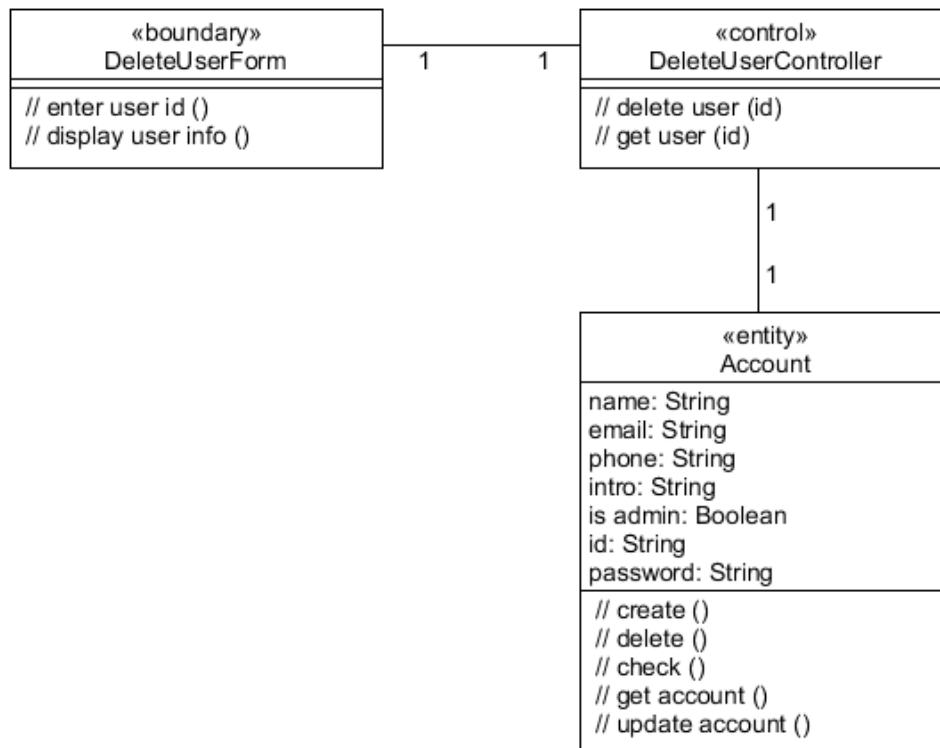 «boundary»
DeleteUserForm
// enter user id ()
// display user info ()
1
1
«control»
DeleteUserController
// delete user (id)
// get user (id)
1
1
«entity»
Account
name: String
email: String
phone: String
intro: String
is admin: Boolean
id: String
password: String
// create ()
// delete ()
// check ()
// get account ()
// update account ()